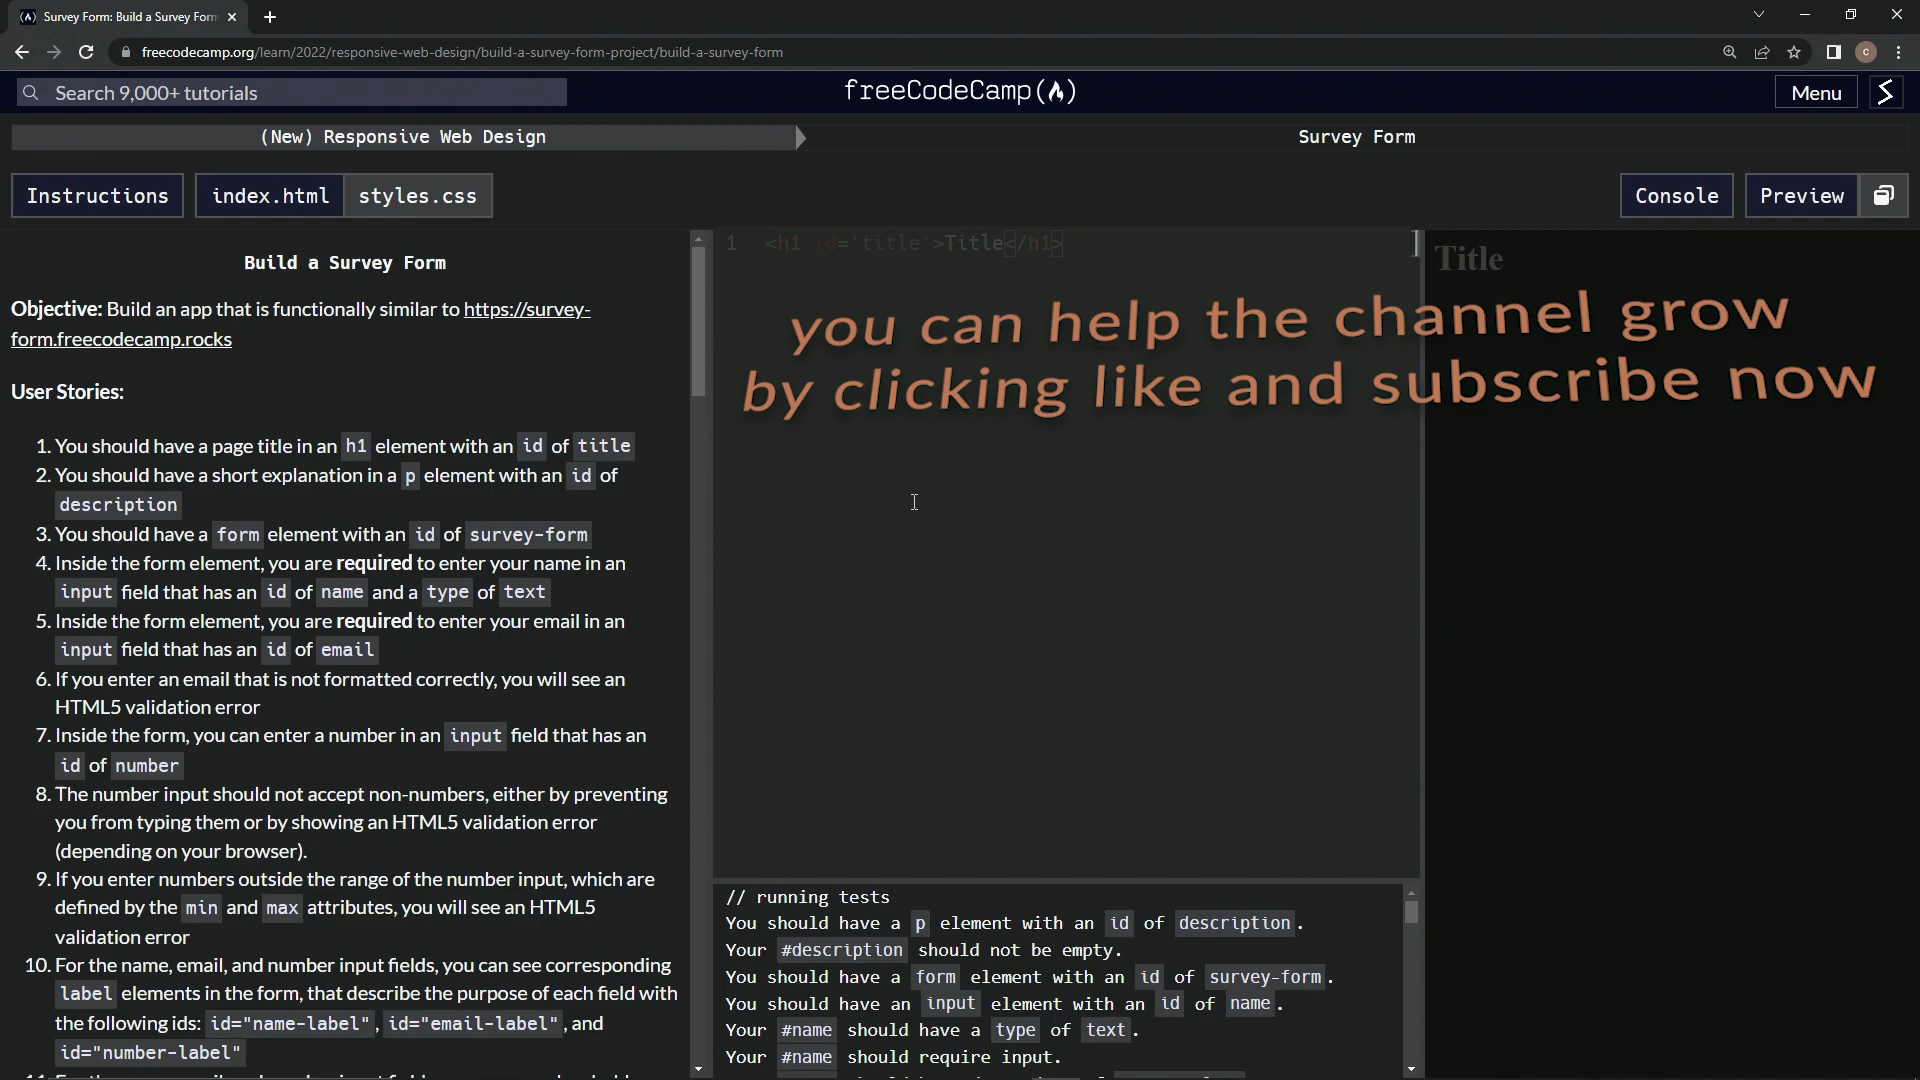 Survey Form: Build a Survey Form
freecodecamp.org/learn/2022/responsive-web-design/build-a-survey-form-project/build-a-survey-form
C
Search 9,000+ tutorials
freeCodeCamp
Menu
(New) Responsive Web Design
Survey Form
Instructions
index.html
styles.css
Console
Preview
Build a Survey Form
Objective: Build an app that is functionally similar to https://survey-
form.freecodecamp.rocks
User Stories:
1. You should have a page title in an h1 element with an id of title
2. You should have a short explanation in a p element with an id of
description
3. You should have a form element with an id of survey-form
4. Inside the form element, you are required to enter your name in an
input field that has an id of name and a type of text
5. Inside the form element, you are required to enter your email in an
input field that has an id of email
6. If you enter an email that is not formatted correctly, you will see an
HTML5 validation error
7. Inside the form, you can enter a number in an input field that has an
id of number
8. The number input should not accept non-numbers, either by preventing
you from typing them or by showing an HTML5 validation error
(depending on your browser).
9. If you enter numbers outside the range of the number input, which are
defined by the min and max attributes, you will see an HTML5
validation error
10. For the name, email, and number input fields, you can see corresponding
label elements in the form, that describe the purpose of each field with
the following ids: id="name-label", id="email-label", and
id="number-label"
1 <h1 id='title'>Title</h1>
Title
you can help the channel grow
by clicking like and subscribe now
// running tests
You should have a p element with an id of description.
Your #description should not be empty.
You should have a form element with an id of survey-form.
You should have an input element with an id of name.
Your #name should have a type of text.
Your #name should require input.